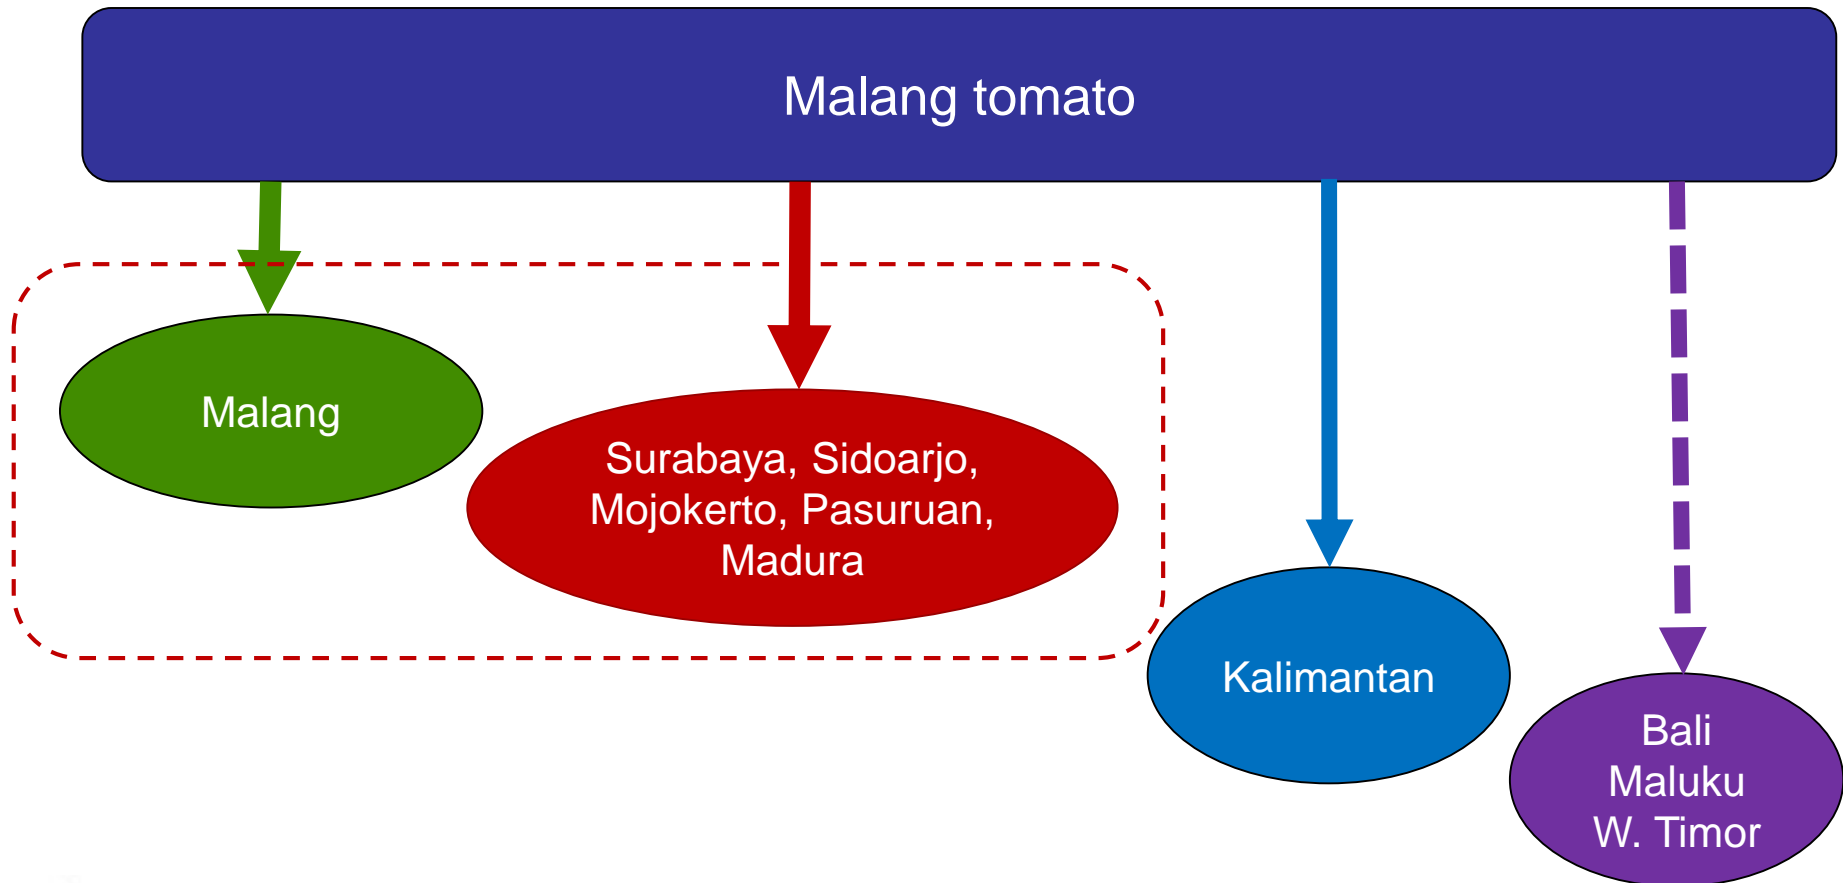 Malang tomato
Malang
Surabaya, Sidoarjo,
Mojokerto, Pasuruan,
Madura
Kalimantan
Bali
Maluku
W. Timor